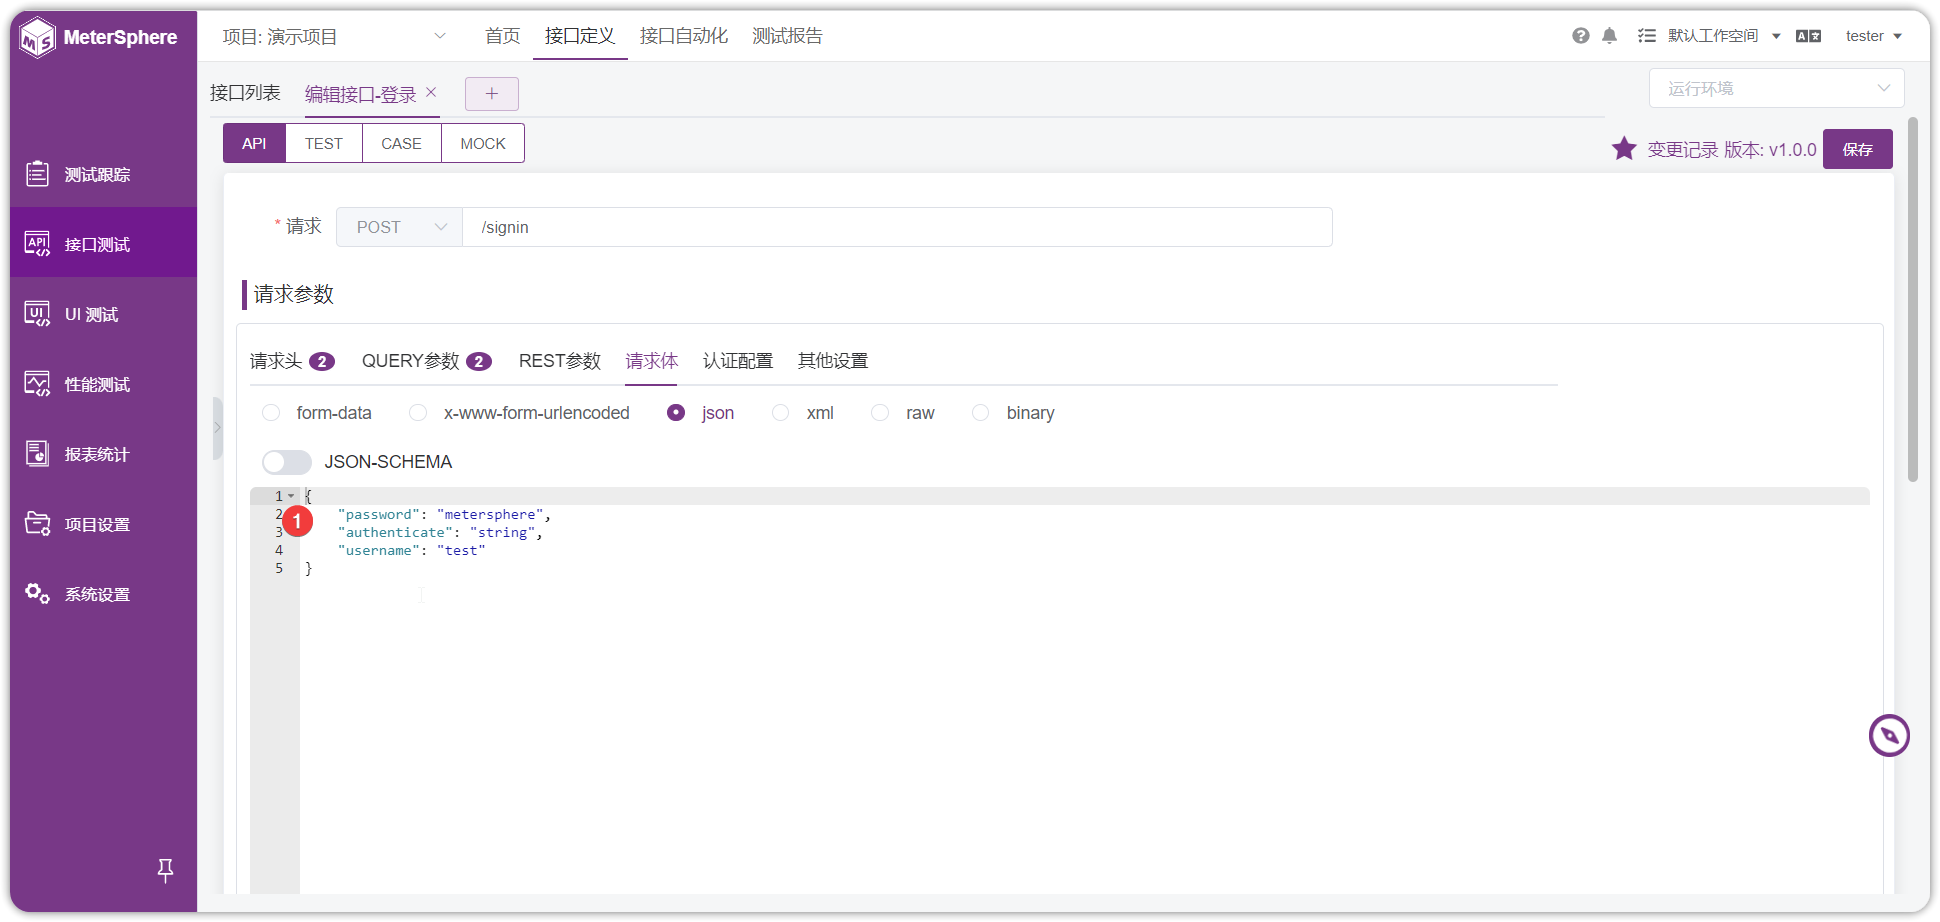 MeterSphere
项目: 演示项目
首页
接口定义
接口自动化
测试报告
默认工作空间
tester
接口列表
编辑接口-登录
+
运行环境
API
TEST
CASE
MOCK
变更记录 版本: v1.0.0
保存
测试跟踪
接口测试
UI 测试
性能测试
报表统计
项目设置
系统设置
* 请求
POST
/signin
请求参数
请求头 2
QUERY参数 2
REST参数
请求体
认证配置
其他设置
form-data
x-www-form-urlencoded
json
xml
raw
binary
JSON-SCHEMA
1 {
2 "password": "metersphere",
1
3 "authenticate": "string",
4 "username": "test"
5 }